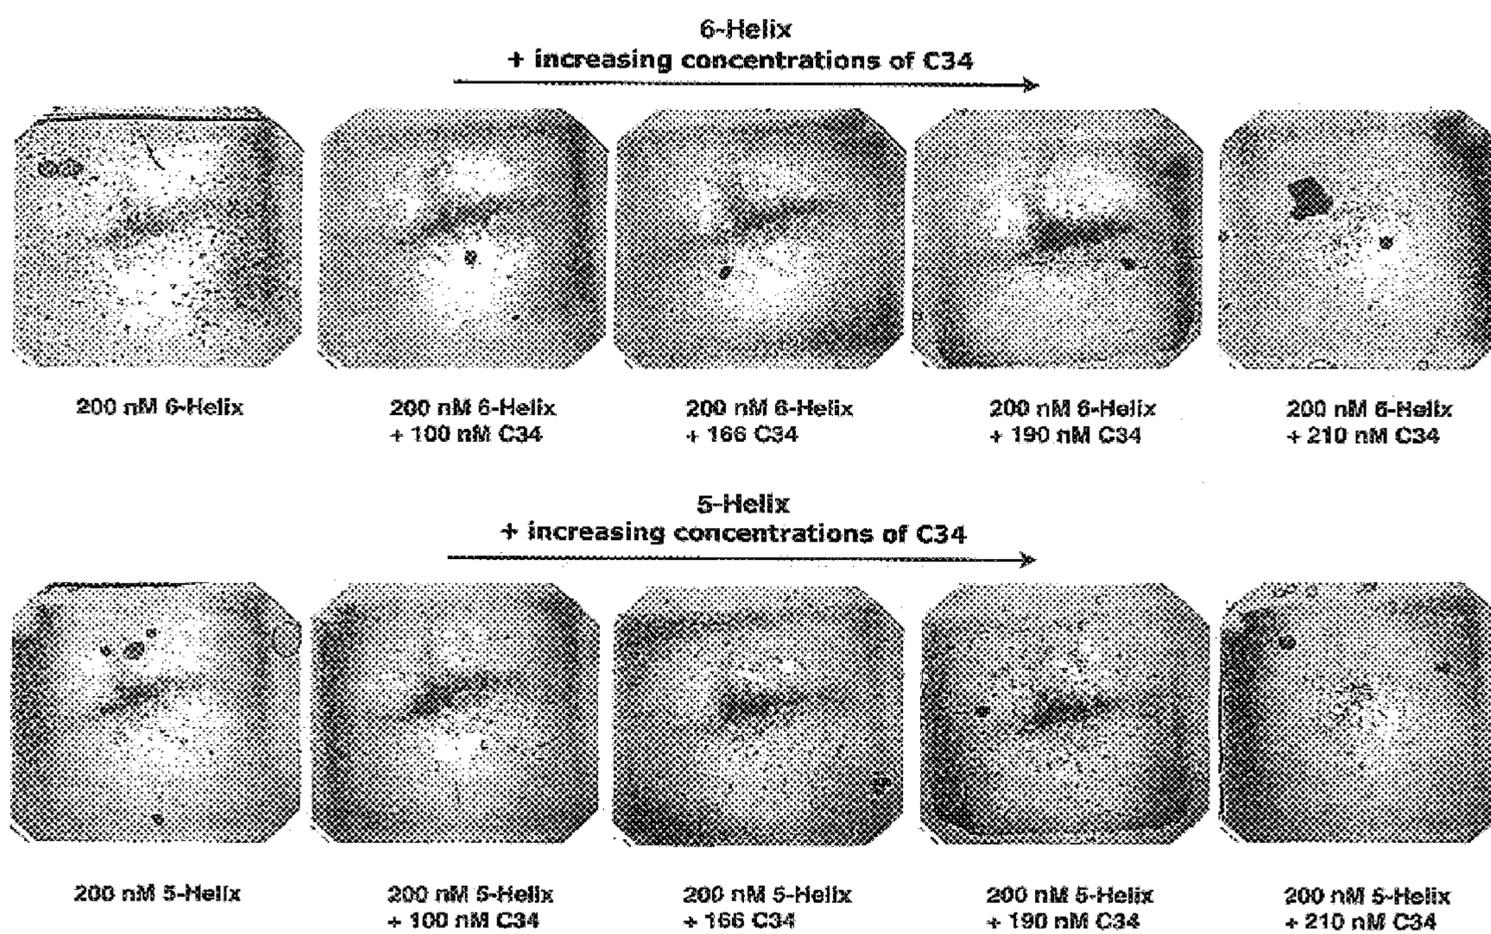 6-Helix
+ increasing concentrations of C34
200 nM 6-Helix
200 nM 6-Helix
+ 100 nM C34
200 nM 6-Helix
+ 166 C34
200 nM 6-Helix
+ 190 nM C34
200 nM 6-Helix
+ 210 nM C34
5-Helix
+ increasing concentrations of C34
200 nM 5-Helix
200 nM 5-Helix
+ 100 nM C34
200 nM 5-Helix
+ 166 C34
200 nM 5-Helix
+ 190 nM C34
200 nM 5-Helix
+ 210 nM C34